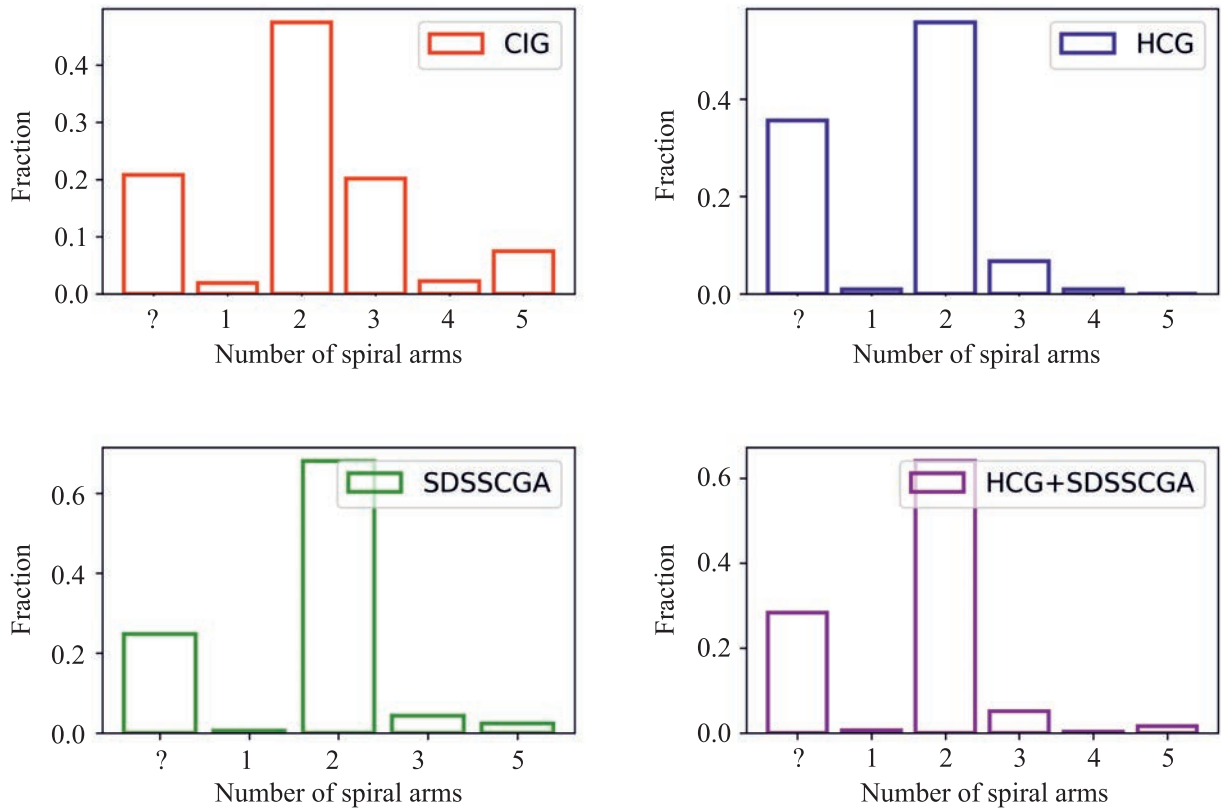 CIG
Fraction
0.4
0.3
0.2
0.1
0.0
? 1 2 3 4 5
Number of spiral arms
HCG
Fraction
0.4
0.2
0.0
? 1 2 3 4 5
Number of spiral arms
SDSSCGA
Fraction
0.6
0.4
0.2
0.0
? 1 2 3 5
Number of spiral arms
HCG+SDSSCGA
Fraction
0.6
0.4
0.2
0.0
? 1 2 3 4 5
Number of spiral arms